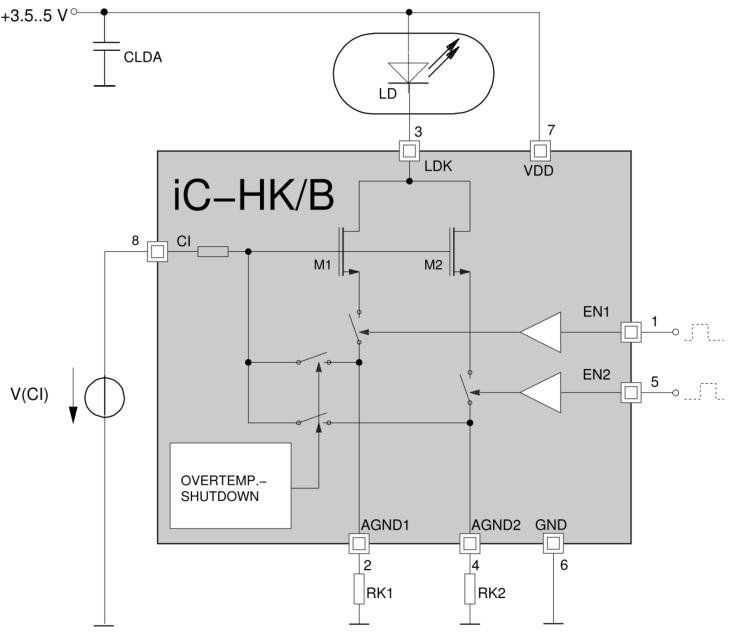 +3.5..5 V
CLDA
LD
3
7
LDK
VDD
iC–HK/B
8
CI
M1
M2
EN1
1
EN2
5
V(CI)
OVERTEMP.–
SHUTDOWN
AGND1
AGND2
GND
2
4
6
RK1
RK2